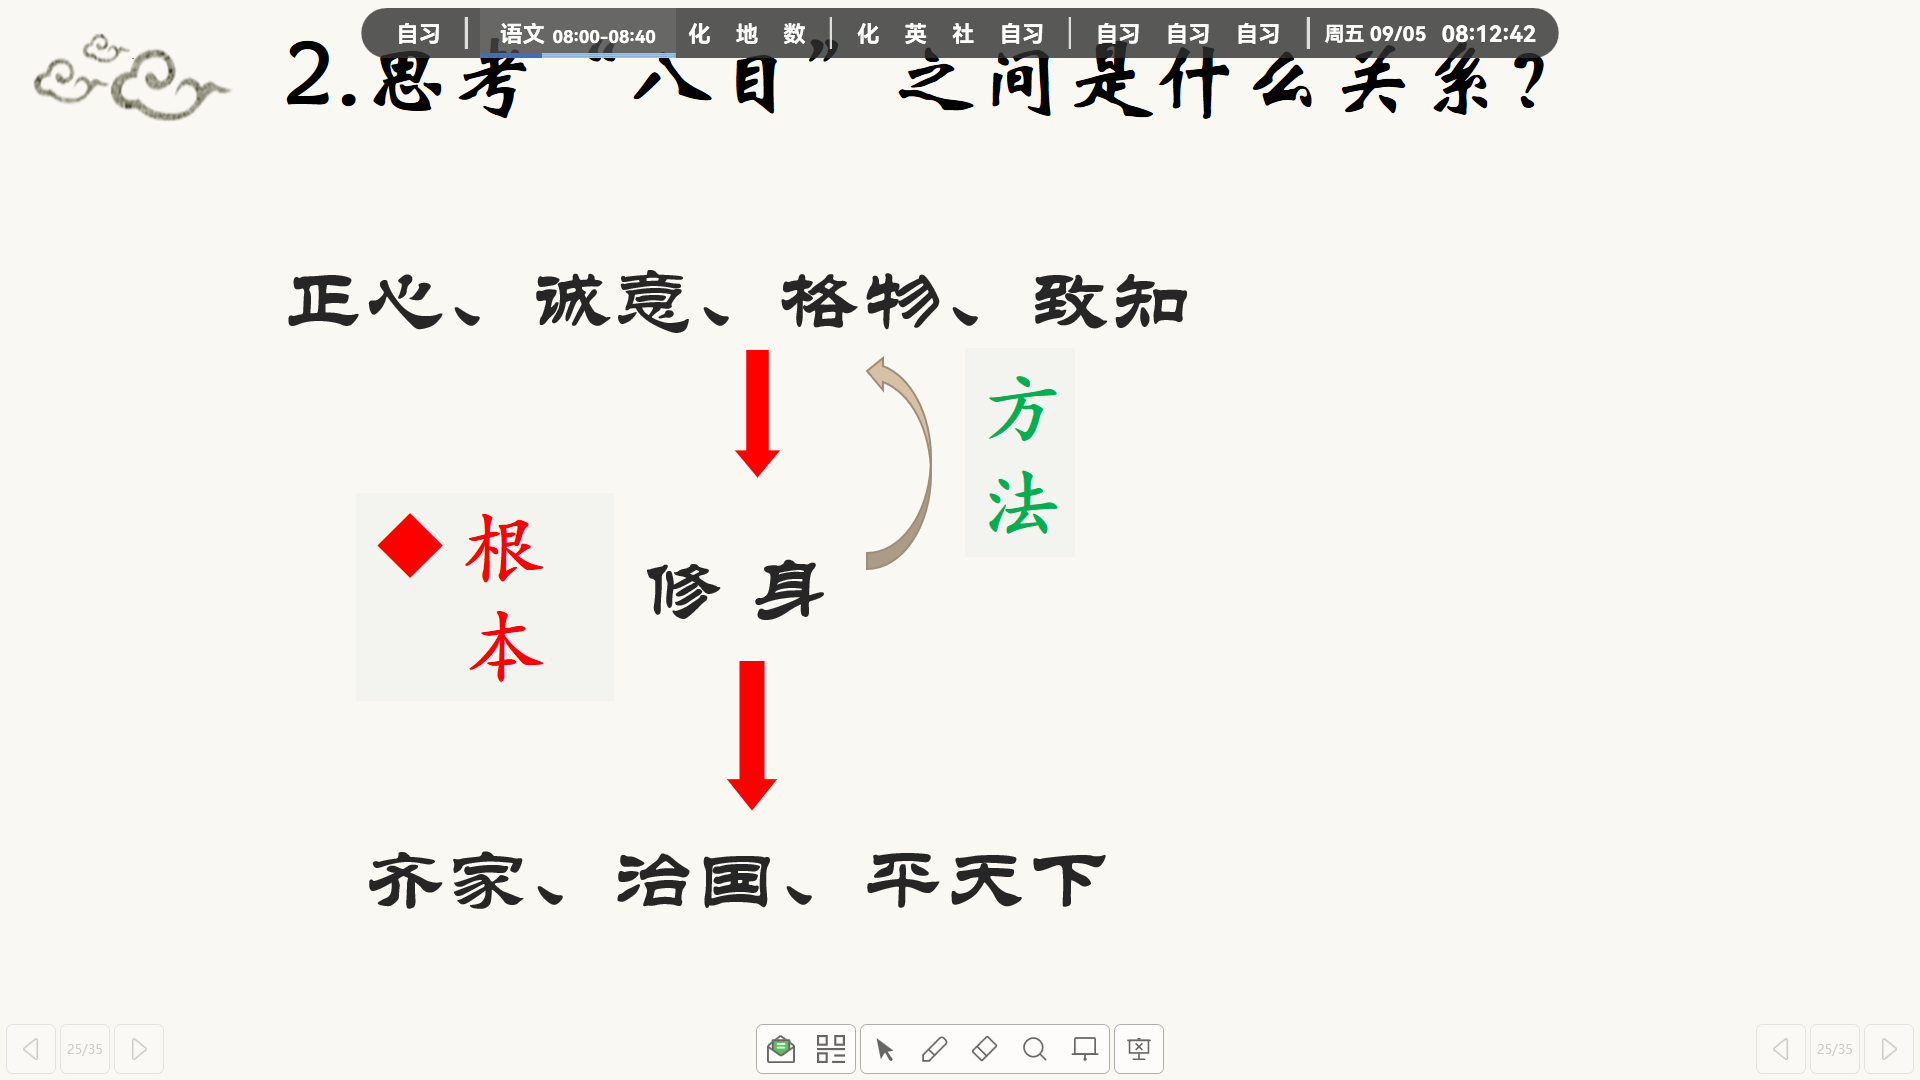 自习 语文 08:00-08:40 化 地 数 化 英 社 自习 自习 自习 自习 周五 09/05 08:12:42
2.思考“八目”之间是什么关系？
正心、诚意、格物、致知
方
法
◆ 根
本
修 身
齐家、治国、平天下
25/35 25/35